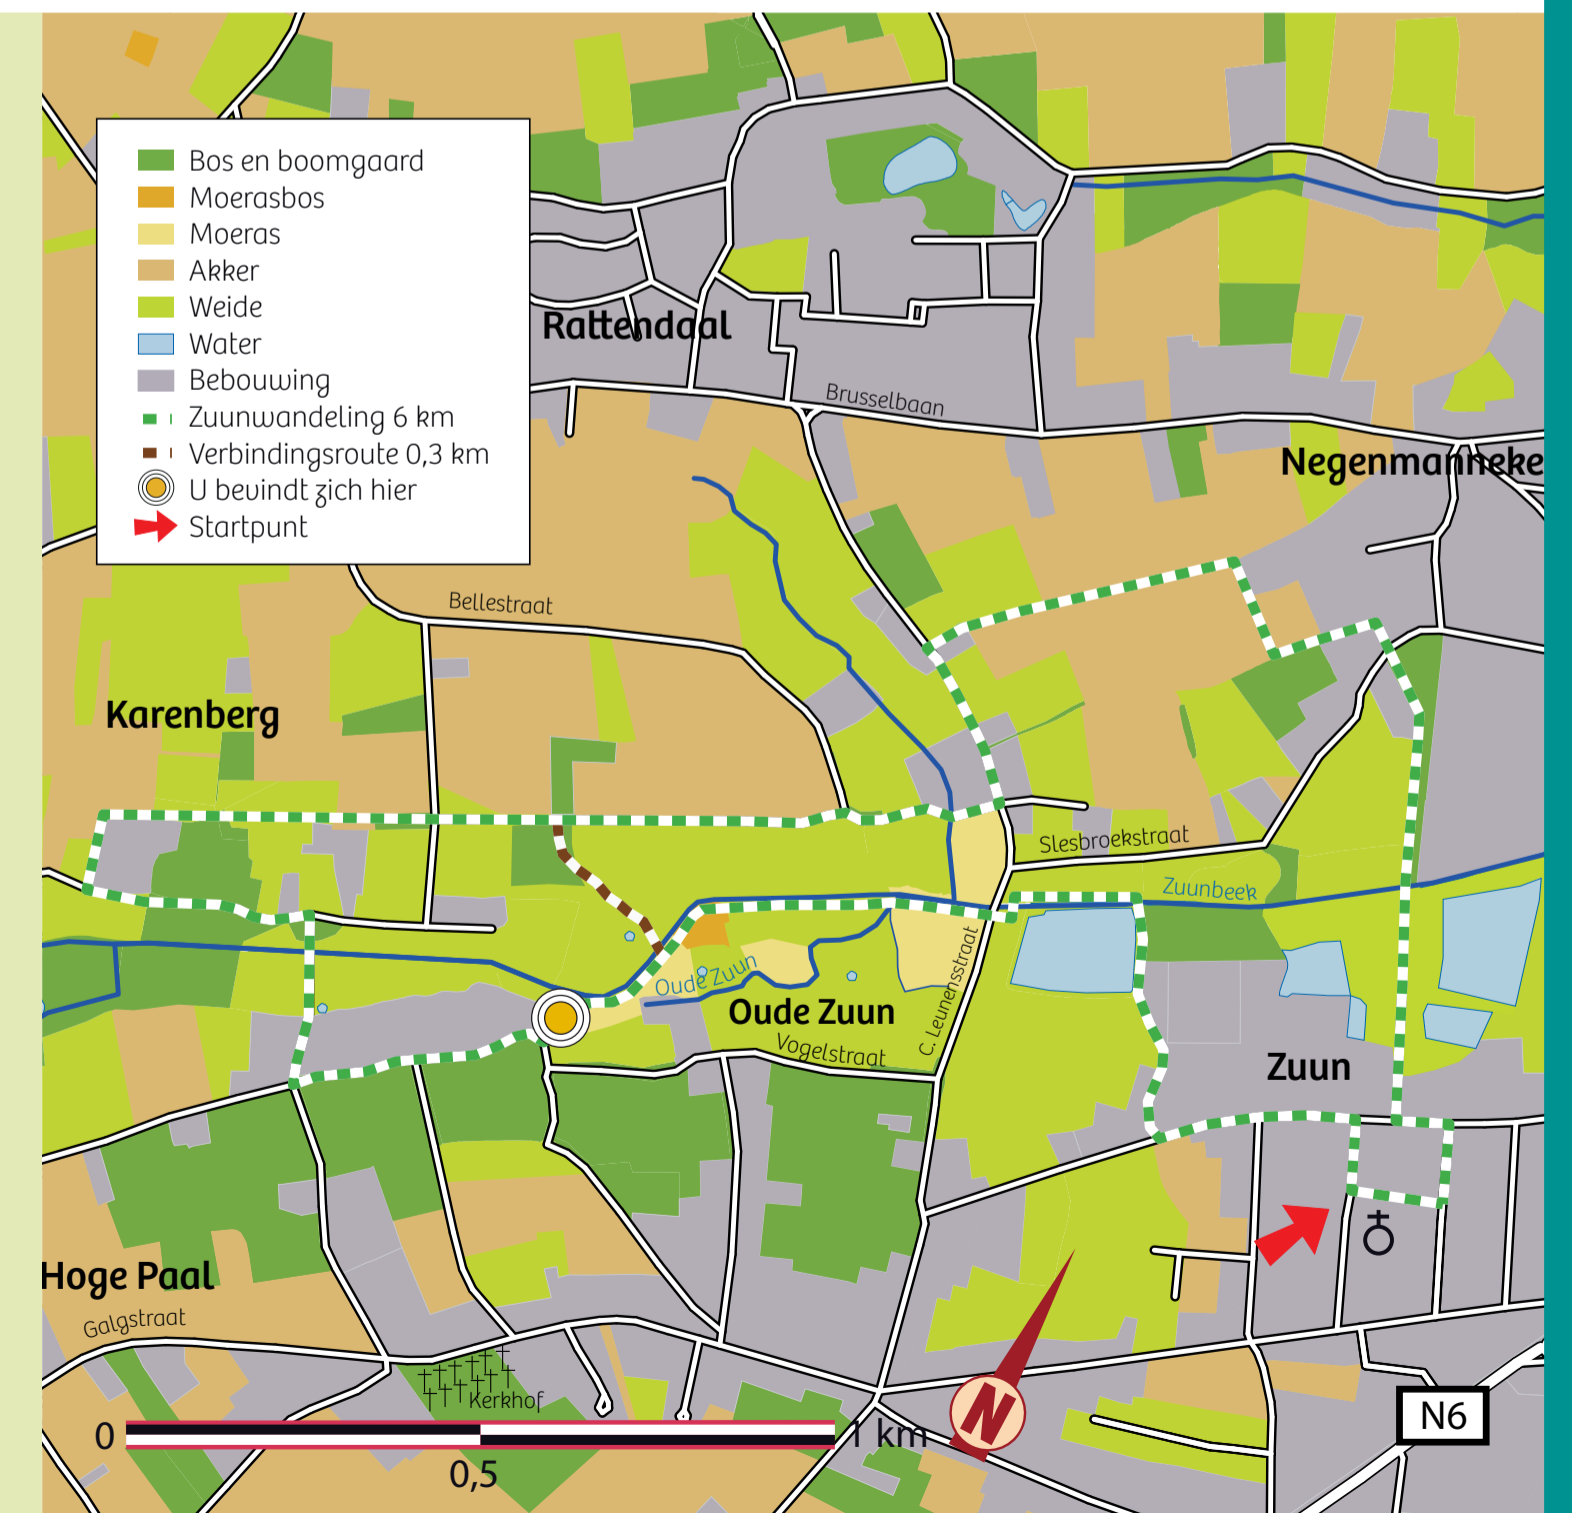 Bos en boomgaard
Moerasbos
Moeras
Akker
Weide
Water
Bebouwing
Zuunwandeling 6 km
Verbindingsroute 0,3 km
U bevindt zich hier
Startpunt
Rattendaal
Brusselbaan
Negenmanneke
Bellestraat
Karenberg
Slesbroekstraat
Zuunbeek
Oude Zuun
Oude Zuun
C. Leunensstraat
Vogelstraat
Zuun
Hoge Paal
Galgstraat
Kerkhof
N
N6
0
1 km
0,5